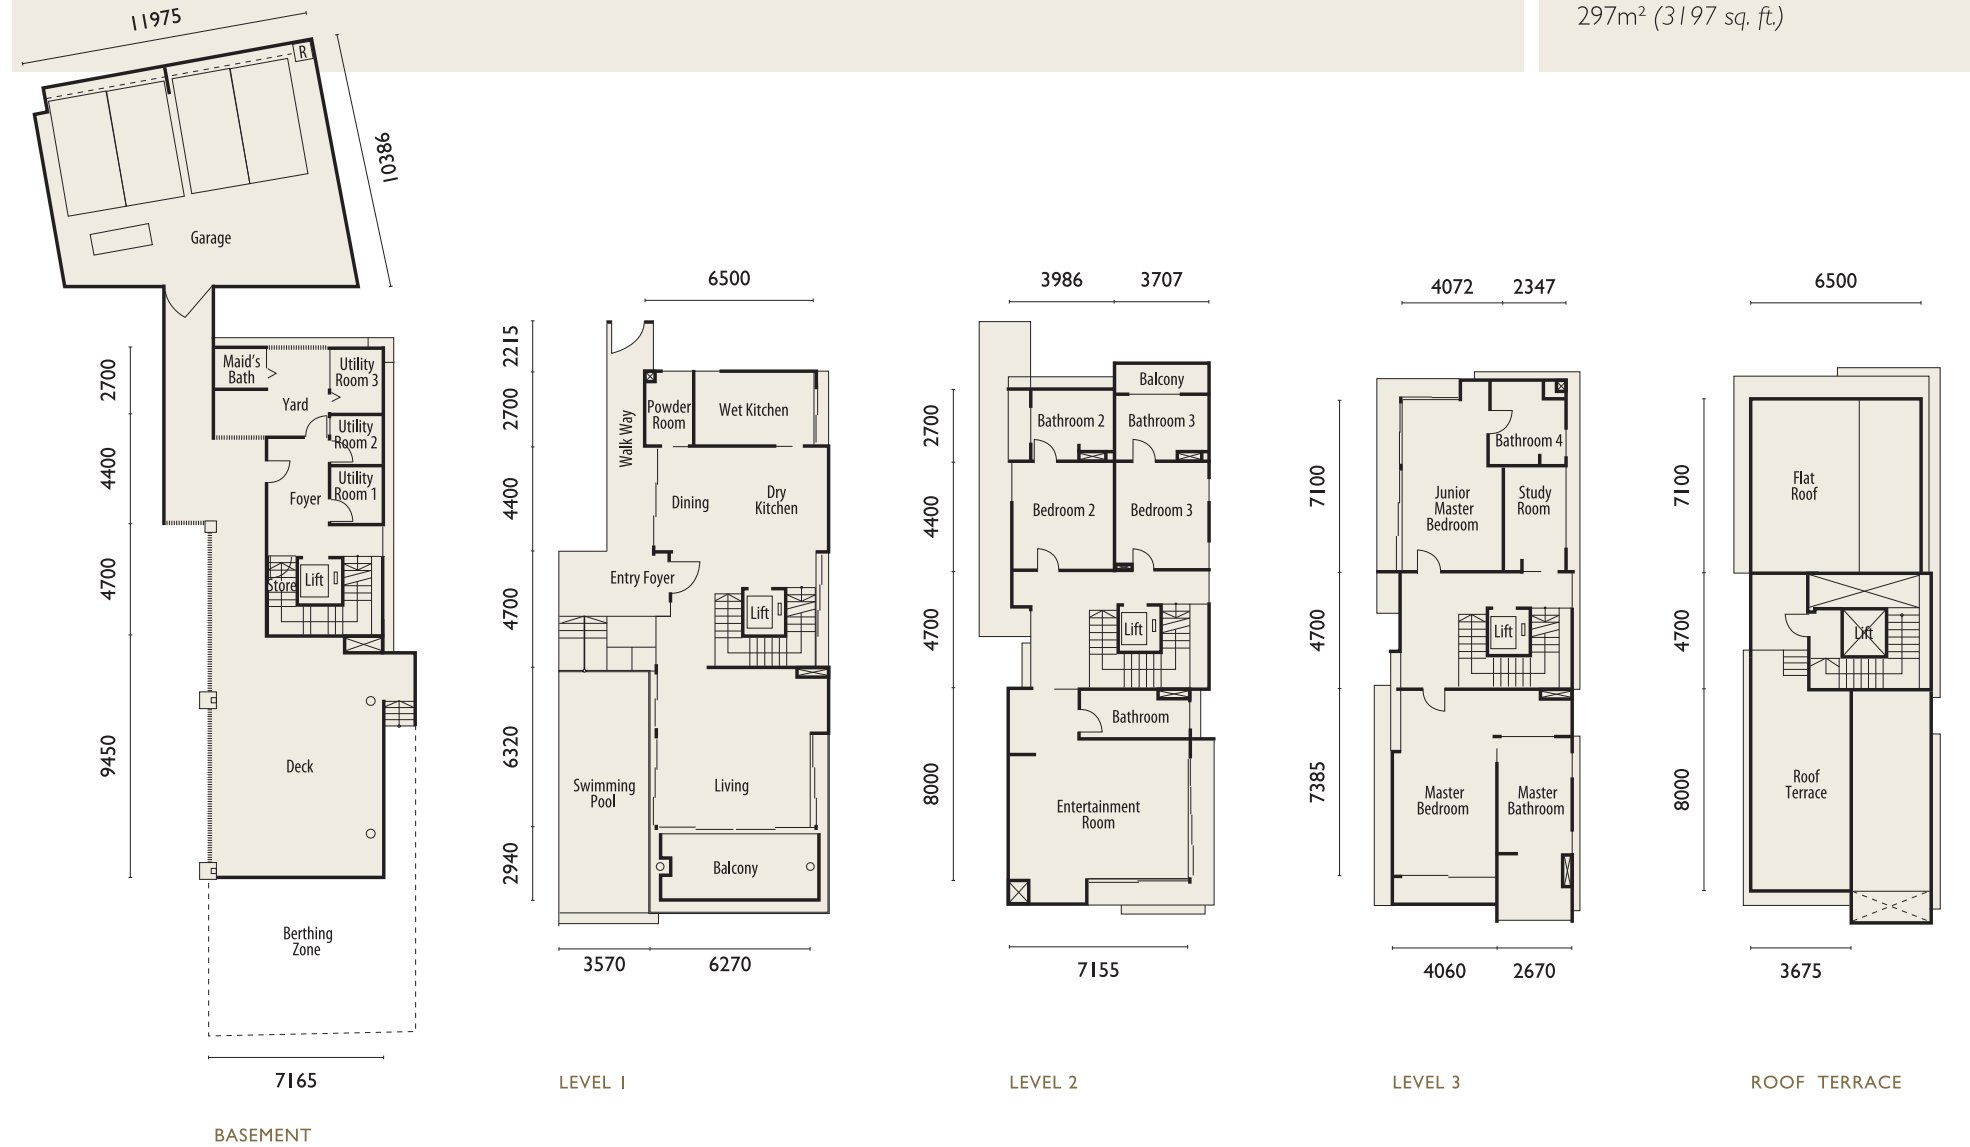 297m² (3197 sq. ft.)
11975
R
10386
Garage
2700
4400
4700
9450
Maid's
Bath
Utility
Room 3
Yard
Utility
Room 2
Utility
Room 1
Foyer
Store
Lift
Deck
Berthing
Zone
7165
BASEMENT
6500
2215
2700
4400
4700
6320
2940
Walk Way
Powder
Room
Wet Kitchen
Dining
Dry
Kitchen
Entry Foyer
Lift
Swimming
Pool
Living
Balcony
3570
6270
LEVEL 1
3986
3707
2700
4400
4700
8000
Balcony
Bathroom 2
Bathroom 3
Bedroom 2
Bedroom 3
Lift
Bathroom
Entertainment
Room
7155
LEVEL 2
4072
2347
7100
4700
7385
Bathroom 4
Junior
Master
Bedroom
Study
Room
Lift
Master
Bedroom
Master
Bathroom
4060
2670
LEVEL 3
6500
7100
4700
8000
Flat
Roof
Lift
Roof
Terrace
3675
ROOF TERRACE